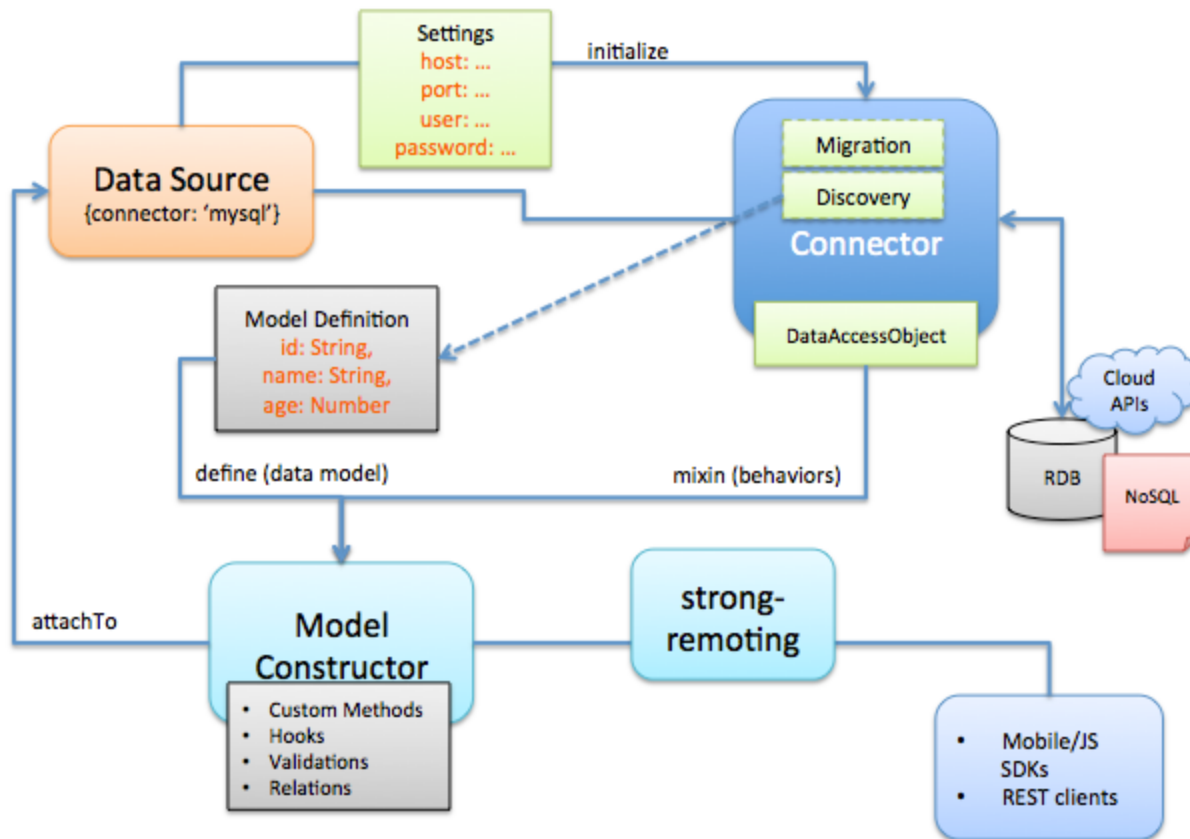 Settings
host: ...
port: ...
user: ...
password: ...
initialize
Migration
Discovery
Connector
DataAccessObject
Data Source
{connector: ‘mysql’}
Model Definition
id: String,
name: String,
age: Number
Cloud
APIs
RDB
NoSQL
define (data model)
mixin (behaviors)
attachTo
Model
Constructor
• Custom Methods
• Hooks
• Validations
• Relations
strong-
remoting
• Mobile/JS
SDKs
• REST clients